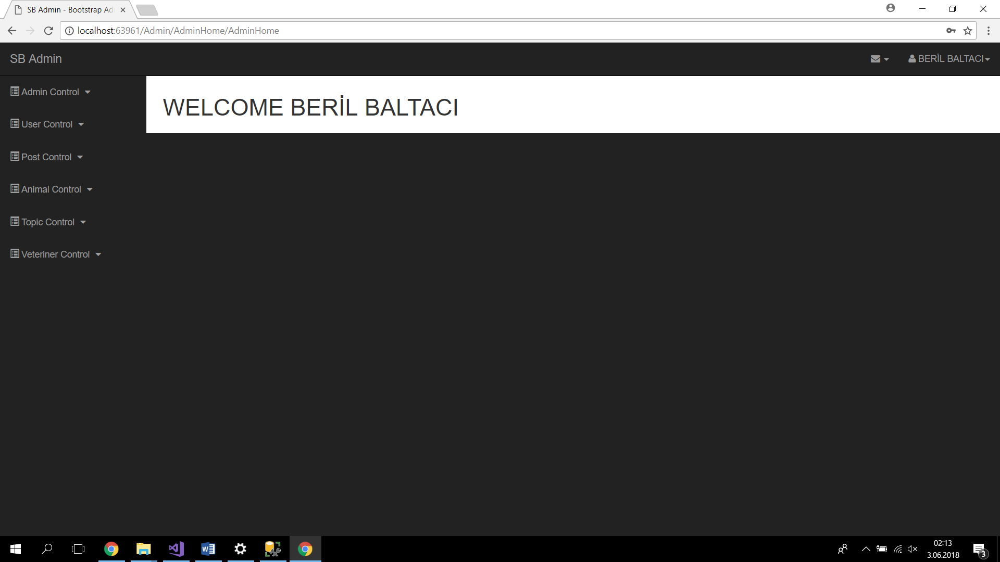 SB Admin - Bootstrap Ad
localhost:63961/Admin/AdminHome/AdminHome
SB Admin
BERİL BALTACI
Admin Control
WELCOME BERİL BALTACI
User Control
Post Control
Animal Control
Topic Control
Veteriner Control
02:13
3.06.2018
3